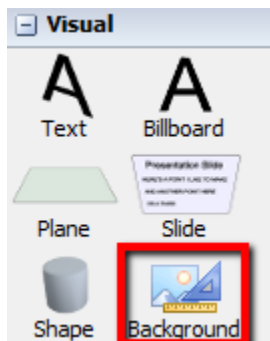 Visual
Text Billboard
Presentation Slide
Plane Slide
Shape Background